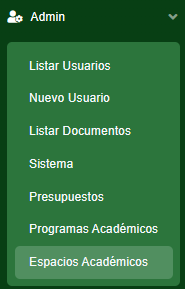 Admin
Listar Usuarios
Nuevo Usuario
Listar Documentos
Sistema
Presupuestos
Programas Académicos
Espacios Académicos